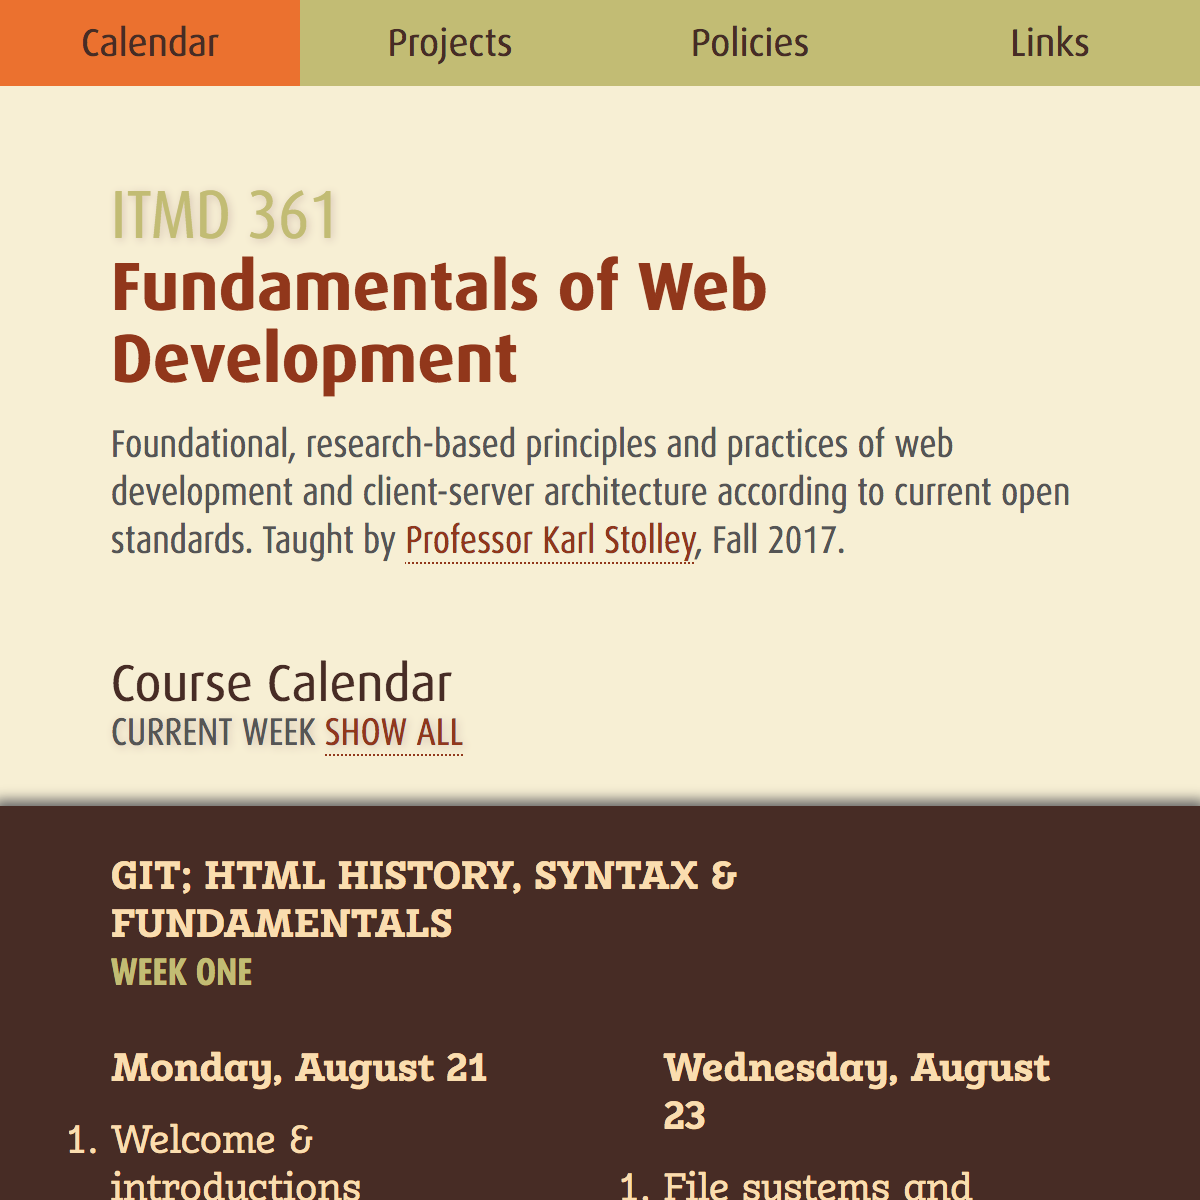 Calendar
Projects
Policies
Links
ITMD 361
Fundamentals of Web
Development
Foundational, research-based principles and practices of web
development and client-server architecture according to current open
standards. Taught by Professor Karl Stolley, Fall 2017.
Course Calendar
CURRENT WEEK SHOW ALL
GIT; HTML HISTORY, SYNTAX &
FUNDAMENTALS
WEEK ONE
Monday, August 21
1. Welcome &
introductions
Wednesday, August
23
1. File systems and